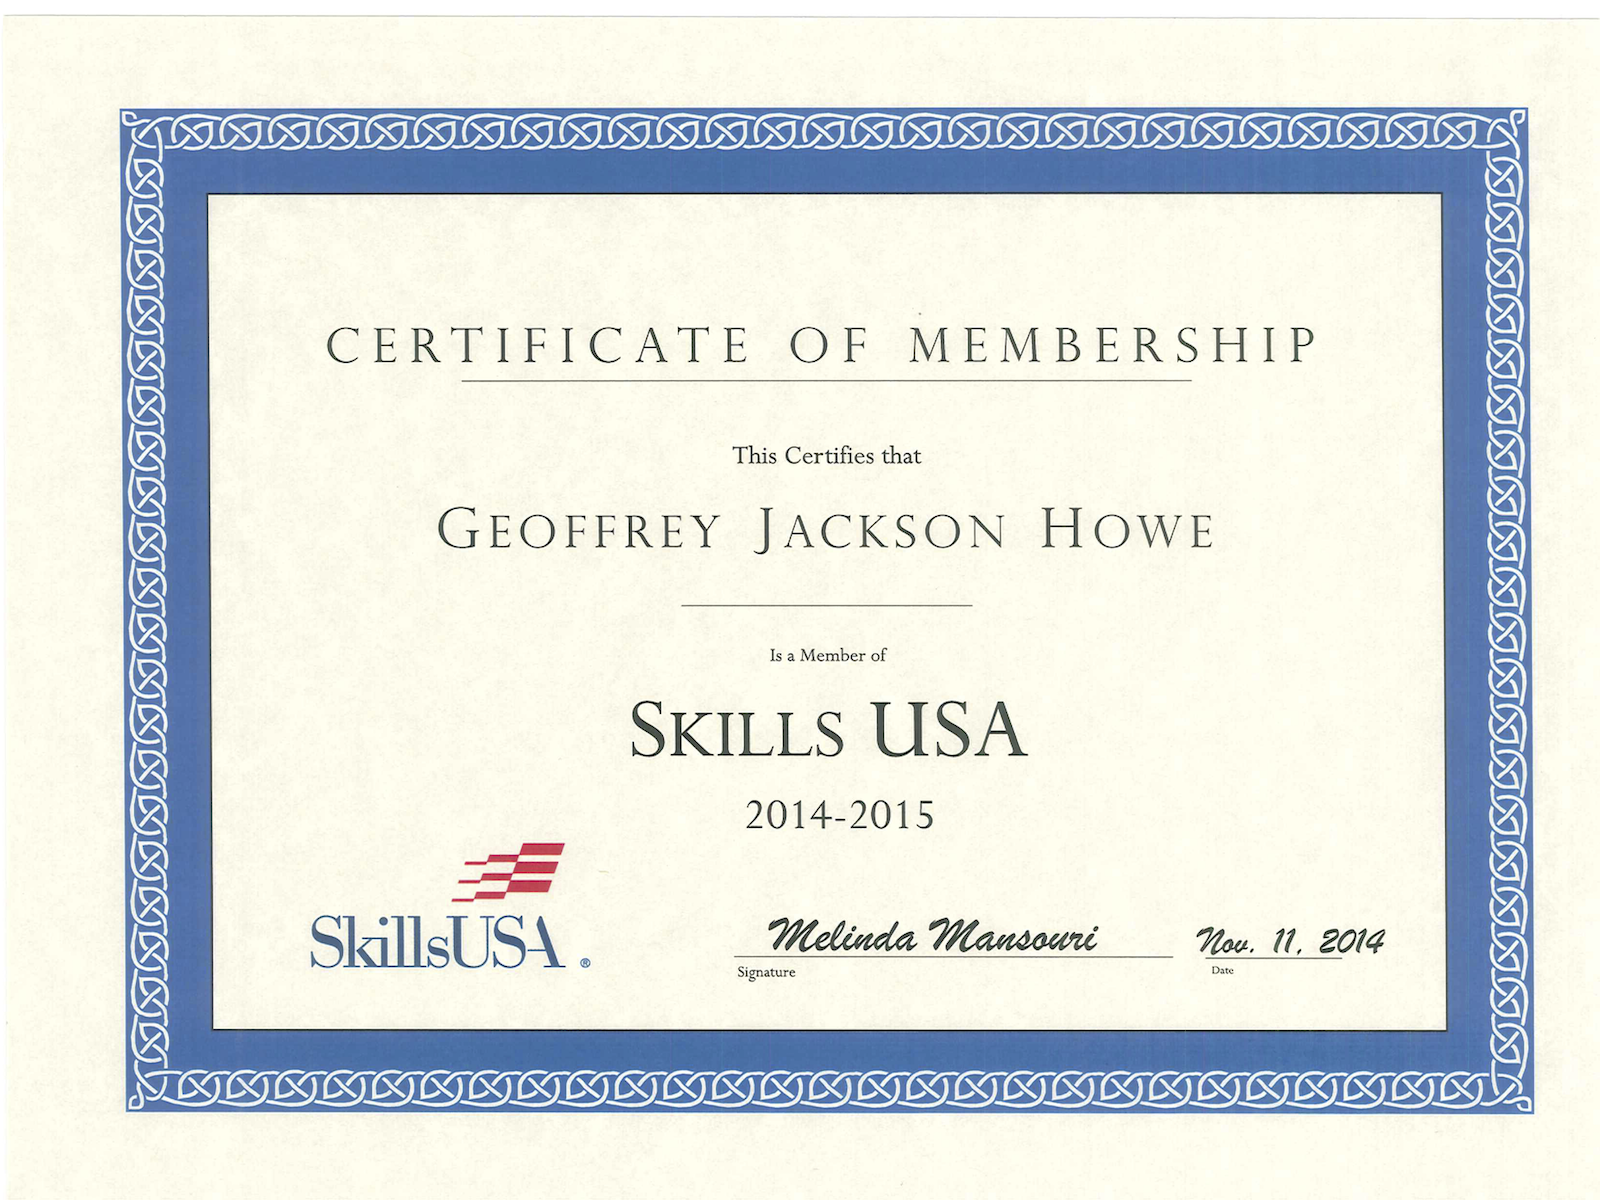 CERTIFICATE OF MEMBERSHIP
This Certifies that
GEOFFREY JACKSON HOWE
Is a Member of
SKILLS USA
2014-2015
SkillsUSA ®
Melinda Mansouri
Nov. 11, 2014
Signature
Date